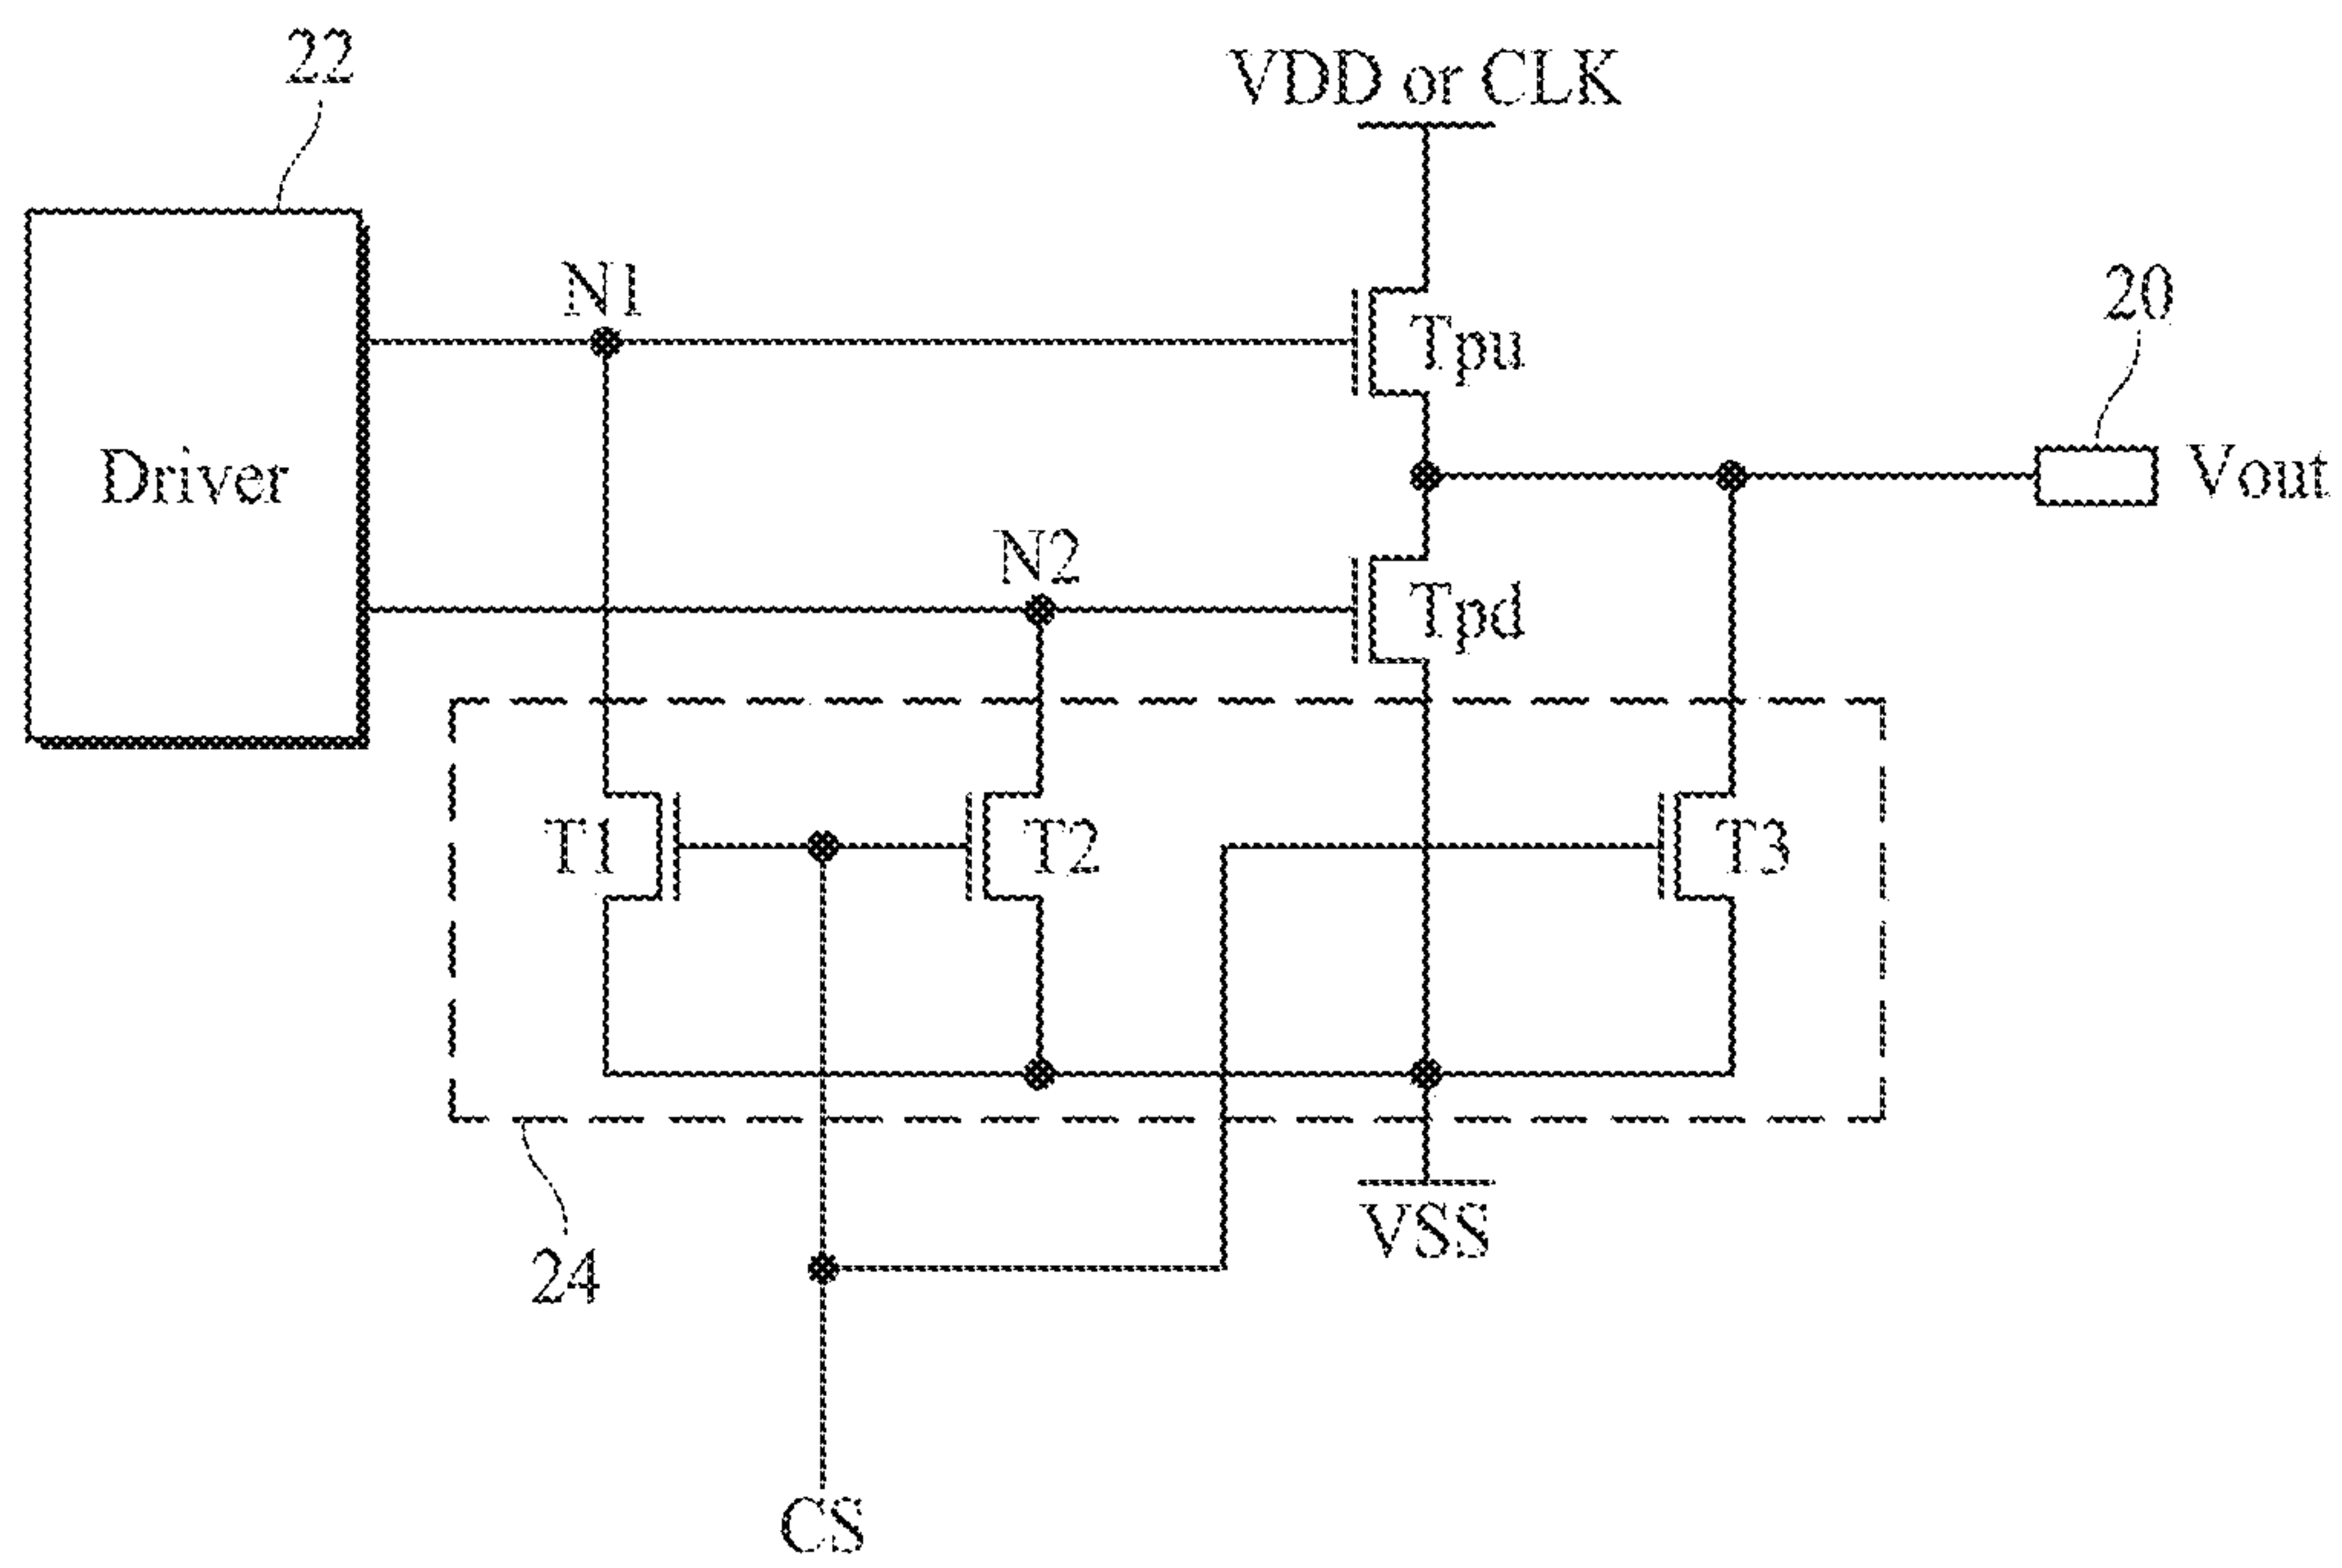 22
VDD or CLK
N1
20
Tpu
Driver
Vout
N2
Tpd
T1
T2
T3
VSS
24
CS